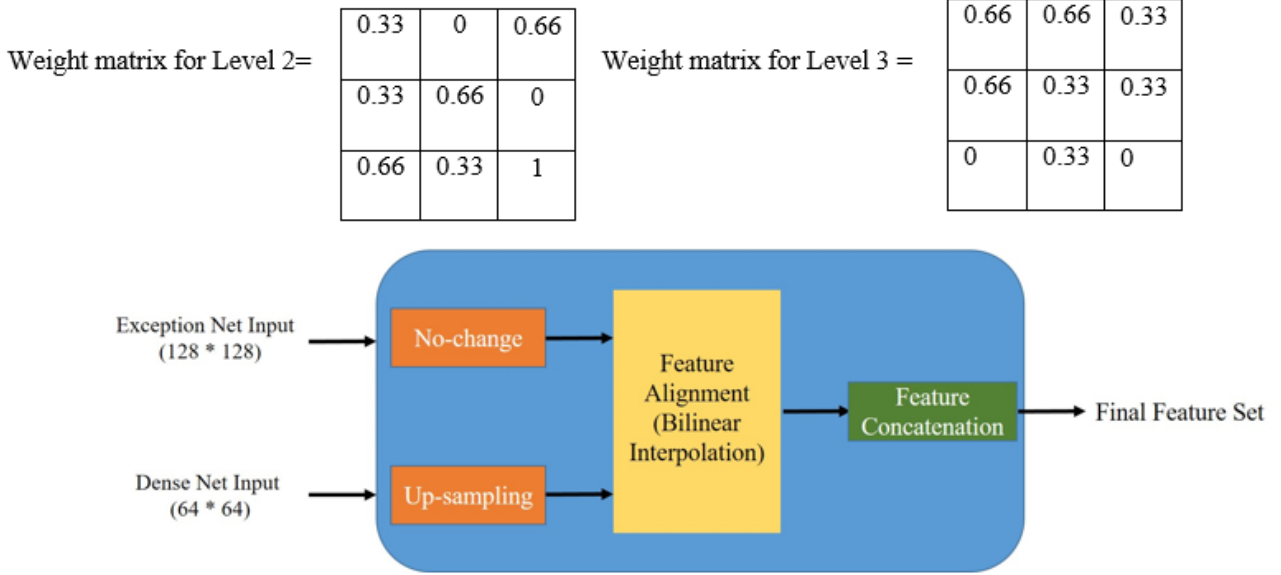 Weight matrix for Level 2=
0.33 0 0.66
0.33 0.66 0
0.66 0.33 1
Weight matrix for Level 3 =
0.66 0.66 0.33
0.66 0.33 0.33
0 0.33 0
Exception Net Input
(128 * 128)
No-change
Dense Net Input
(64 * 64)
Up-sampling
Feature
Alignment
(Bilinear
Interpolation)
Feature
Concatenation
Final Feature Set